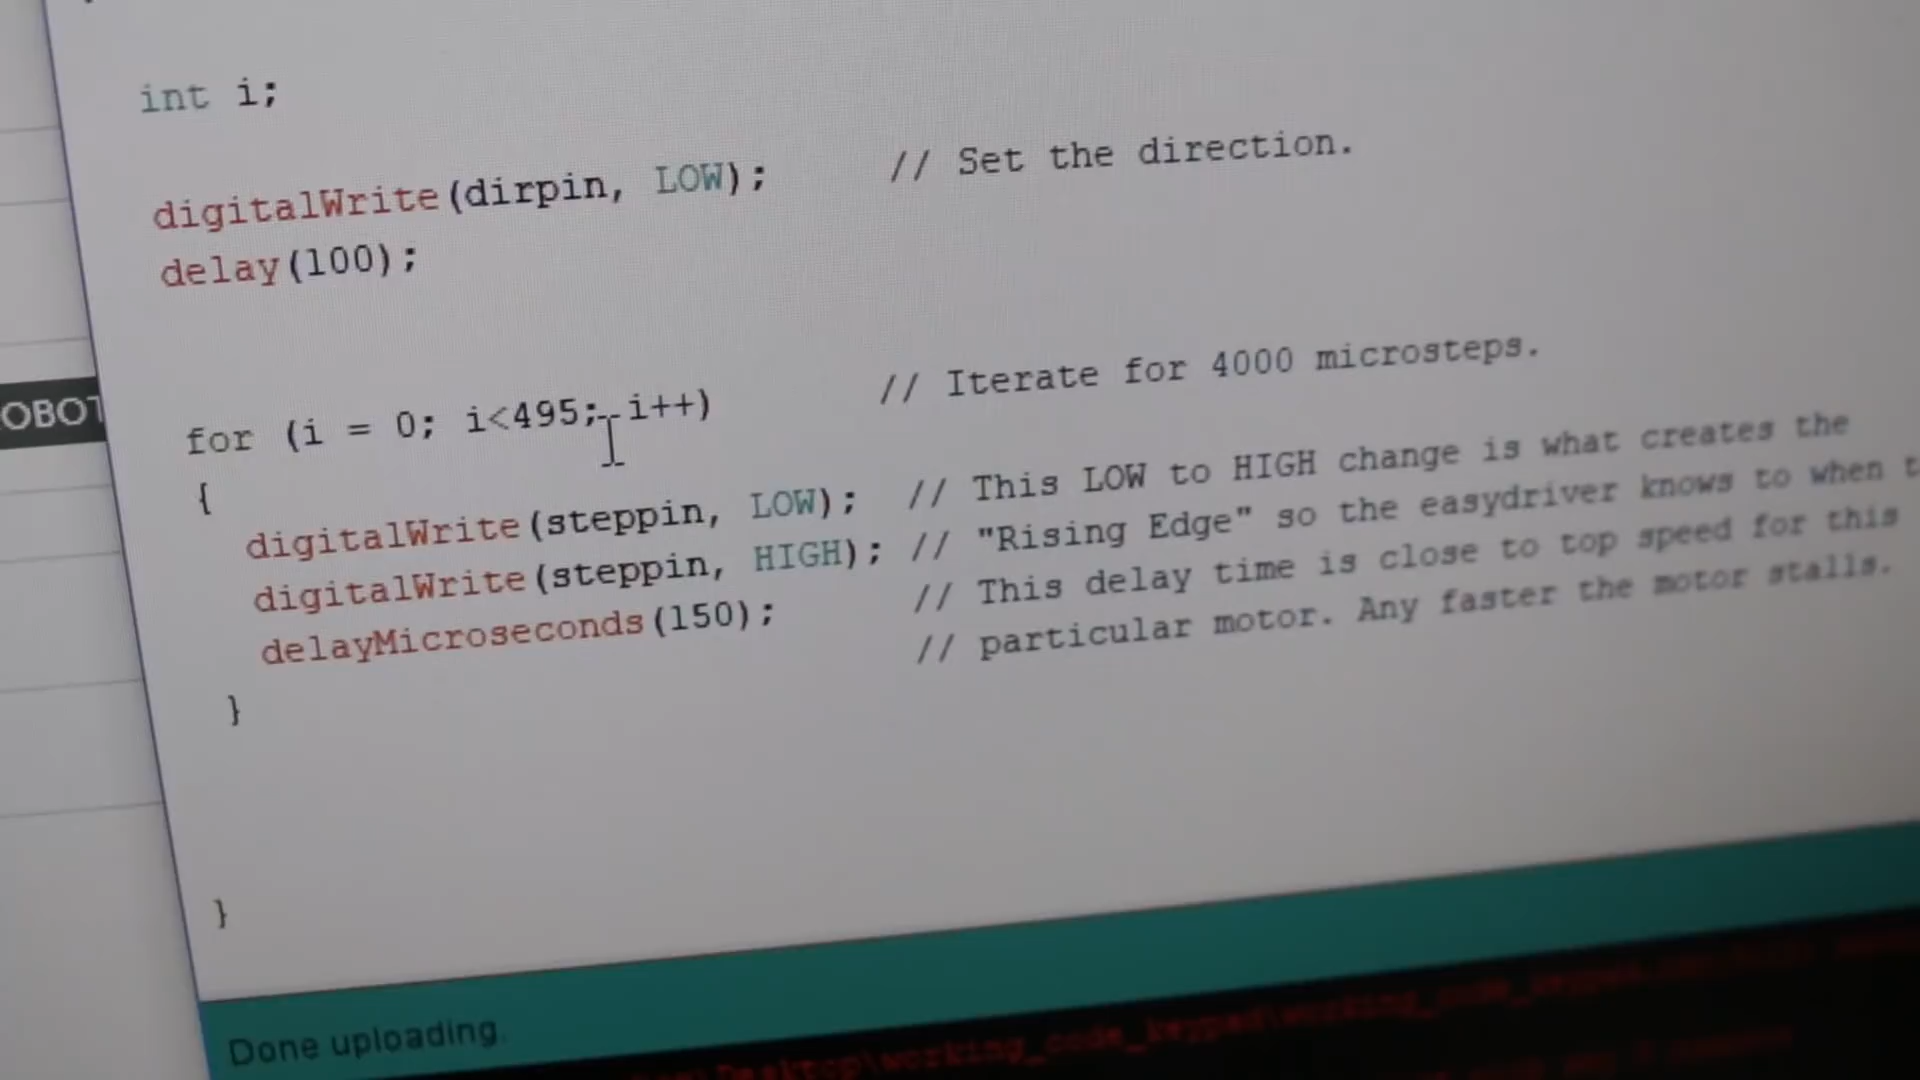 int i;
digitalWrite(dirpin, LOW);     // Set the direction.
delay(100);
for (i = 0; i<495; i++)       // Iterate for 4000 microsteps.
{
digitalWrite(steppin, LOW);  // This LOW to HIGH change is what creates the
digitalWrite(steppin, HIGH); // "Rising Edge" so the easydriver knows to when
delayMicroseconds(150);      // This delay time is close to top speed for this
// particular motor. Any faster the motor stalls.
}
}
OBOT
Done uploading.
Desktop\working_code_keypad\working_code_keypad